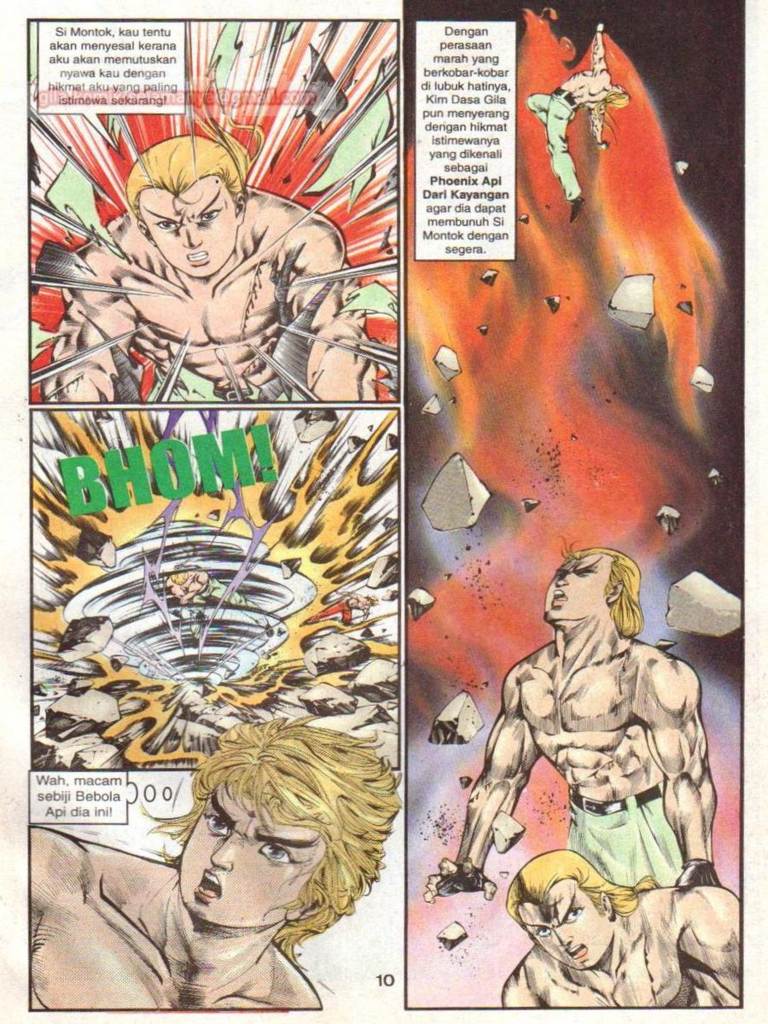 Si Montok, kau tentu
akan menyesal kerana
aku akan memutuskan
nyawa kau dengan
hikmat aku yang paling
istimewa sekarang!
BHOM!
Wah, macam
sebiji Bebola
Api dia ini!
Dengan
perasaan
marah yang
berkobar-kobar
di lubuk hatinya,
Kim Dasa Gila
pun menyerang
dengan hikmat
istimewanya
yang dikenali
sebagai
Phoenix Api
Dari Kayangan
agar dia dapat
membunuh Si
Montok dengan
segera.
10